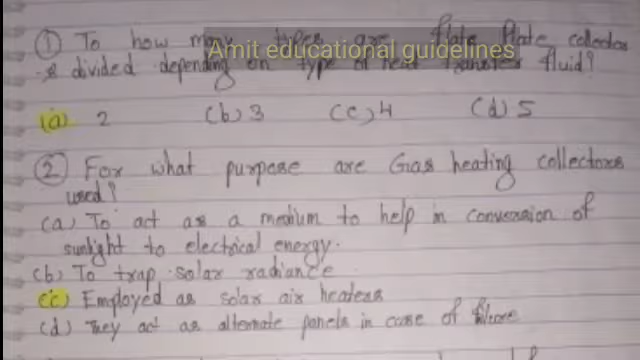 ① To how many types are flate plate collectors
Amit educational guidelines
divided depending on type of heat transfer fluid?
(a) 2 (b) 3 (c) 4 (d) 5
② For what purpose are Gas heating collectors
used?
(a) To act as a medium to help in conversion of
sunlight to electrical energy.
(b) To trap solar radiance
(c) Employed as solar air heaters
(d) They act as alternate panels in case of failure